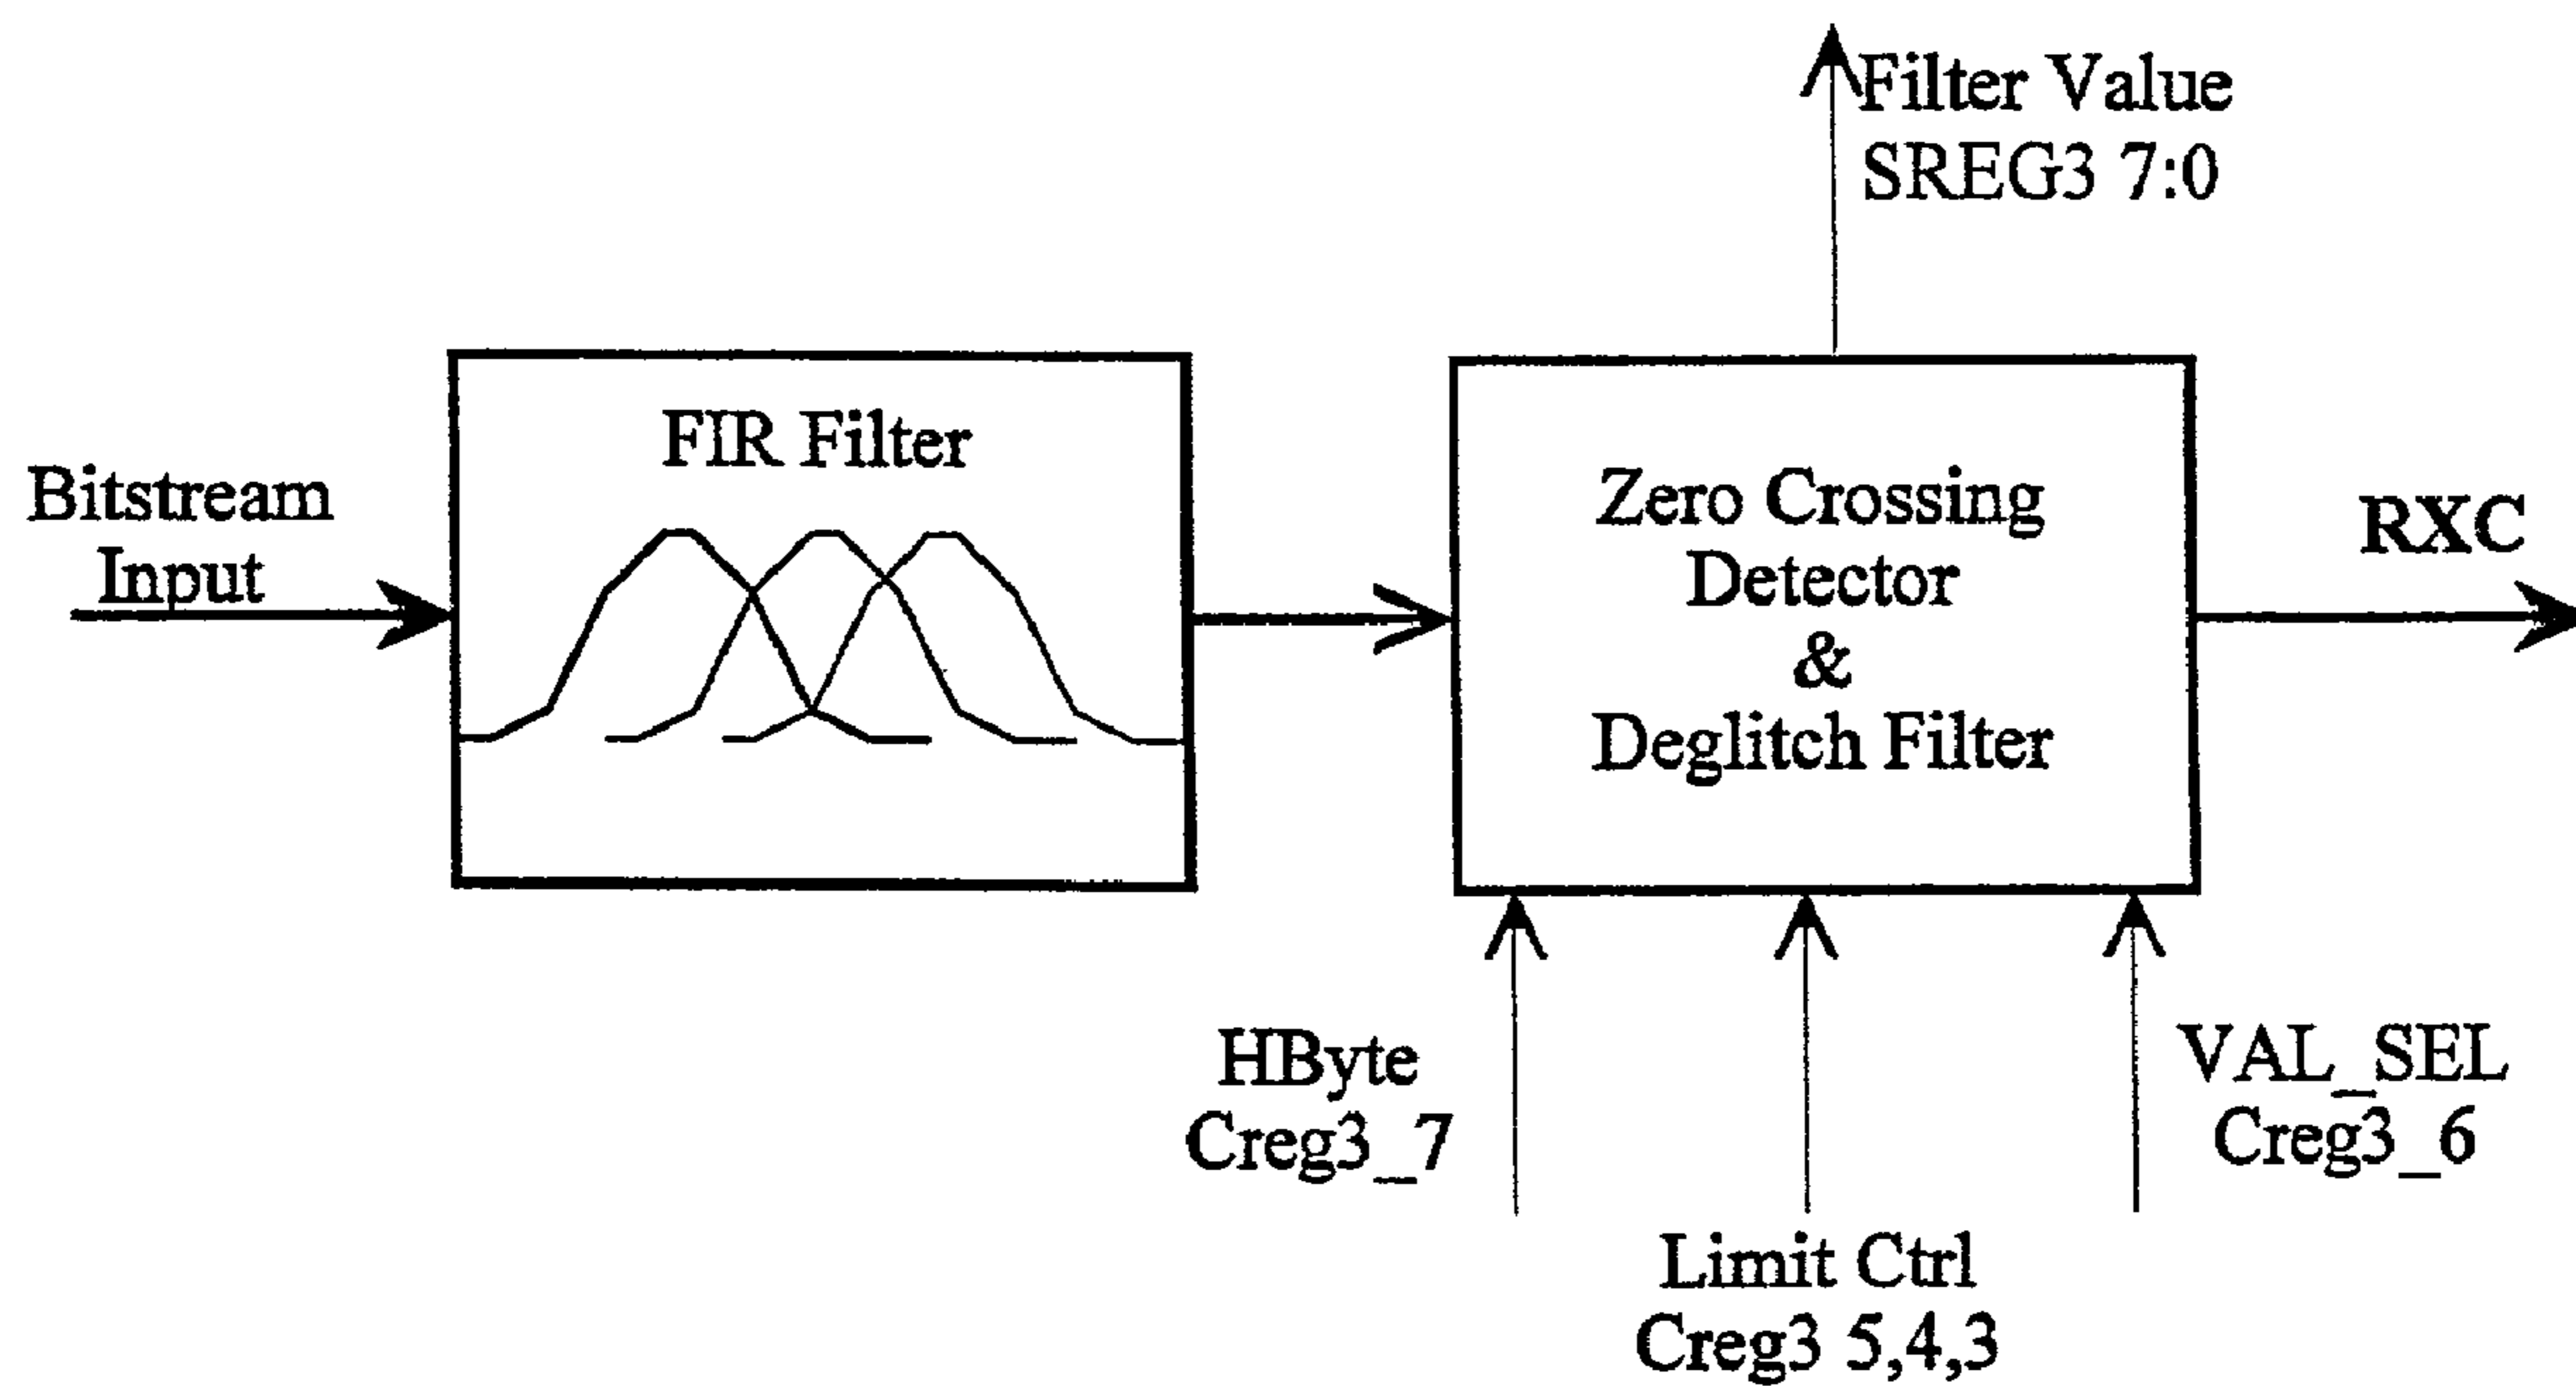 Filter Value
SREG3 7:0
FIR Filter
Bitstream
Input
Zero Crossing
Detector
&
Deglitch Filter
RXC
HByte
Creg3_7
VAL_SEL
Creg3_6
Limit Ctrl
Creg3 5,4,3